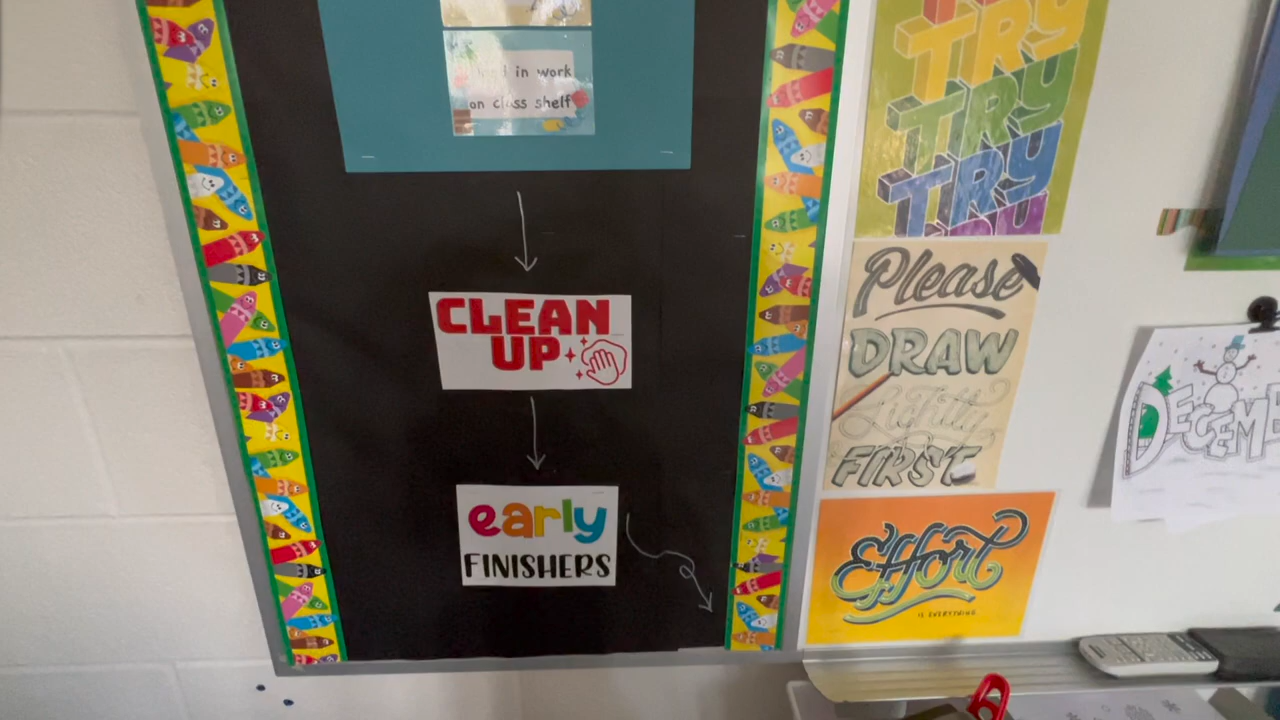 in work
on class shelf
CLEAN
UP
early
FINISHERS
TRY
TRY
TRY
TRY
Please
DRAW
Lightly
FIRST
Effort
IS EVERYTHING
DECEMB